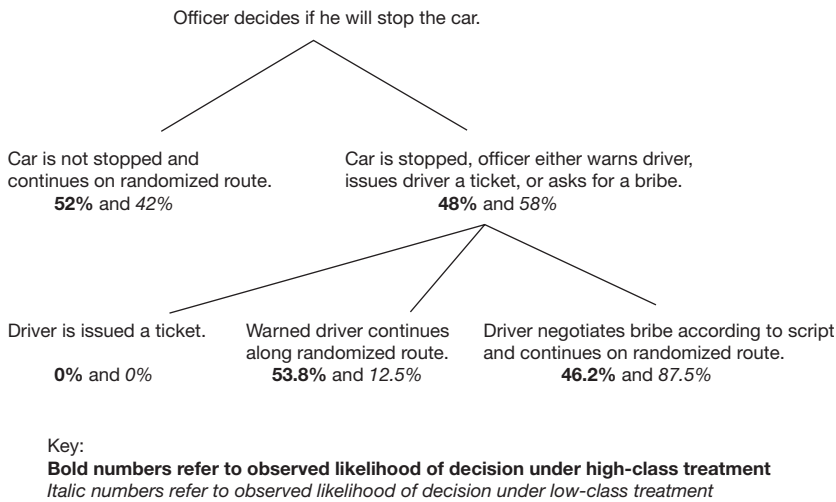 Officer decides if he will stop the car.
Car is not stopped and
continues on randomized route.
52% and 42%
Car is stopped, officer either warns driver,
issues driver a ticket, or asks for a bribe.
48% and 58%
Driver is issued a ticket.
0% and 0%
Warned driver continues
along randomized route.
53.8% and 12.5%
Driver negotiates bribe according to script
and continues on randomized route.
46.2% and 87.5%
Key:
Bold numbers refer to observed likelihood of decision under high-class treatment
Italic numbers refer to observed likelihood of decision under low-class treatment